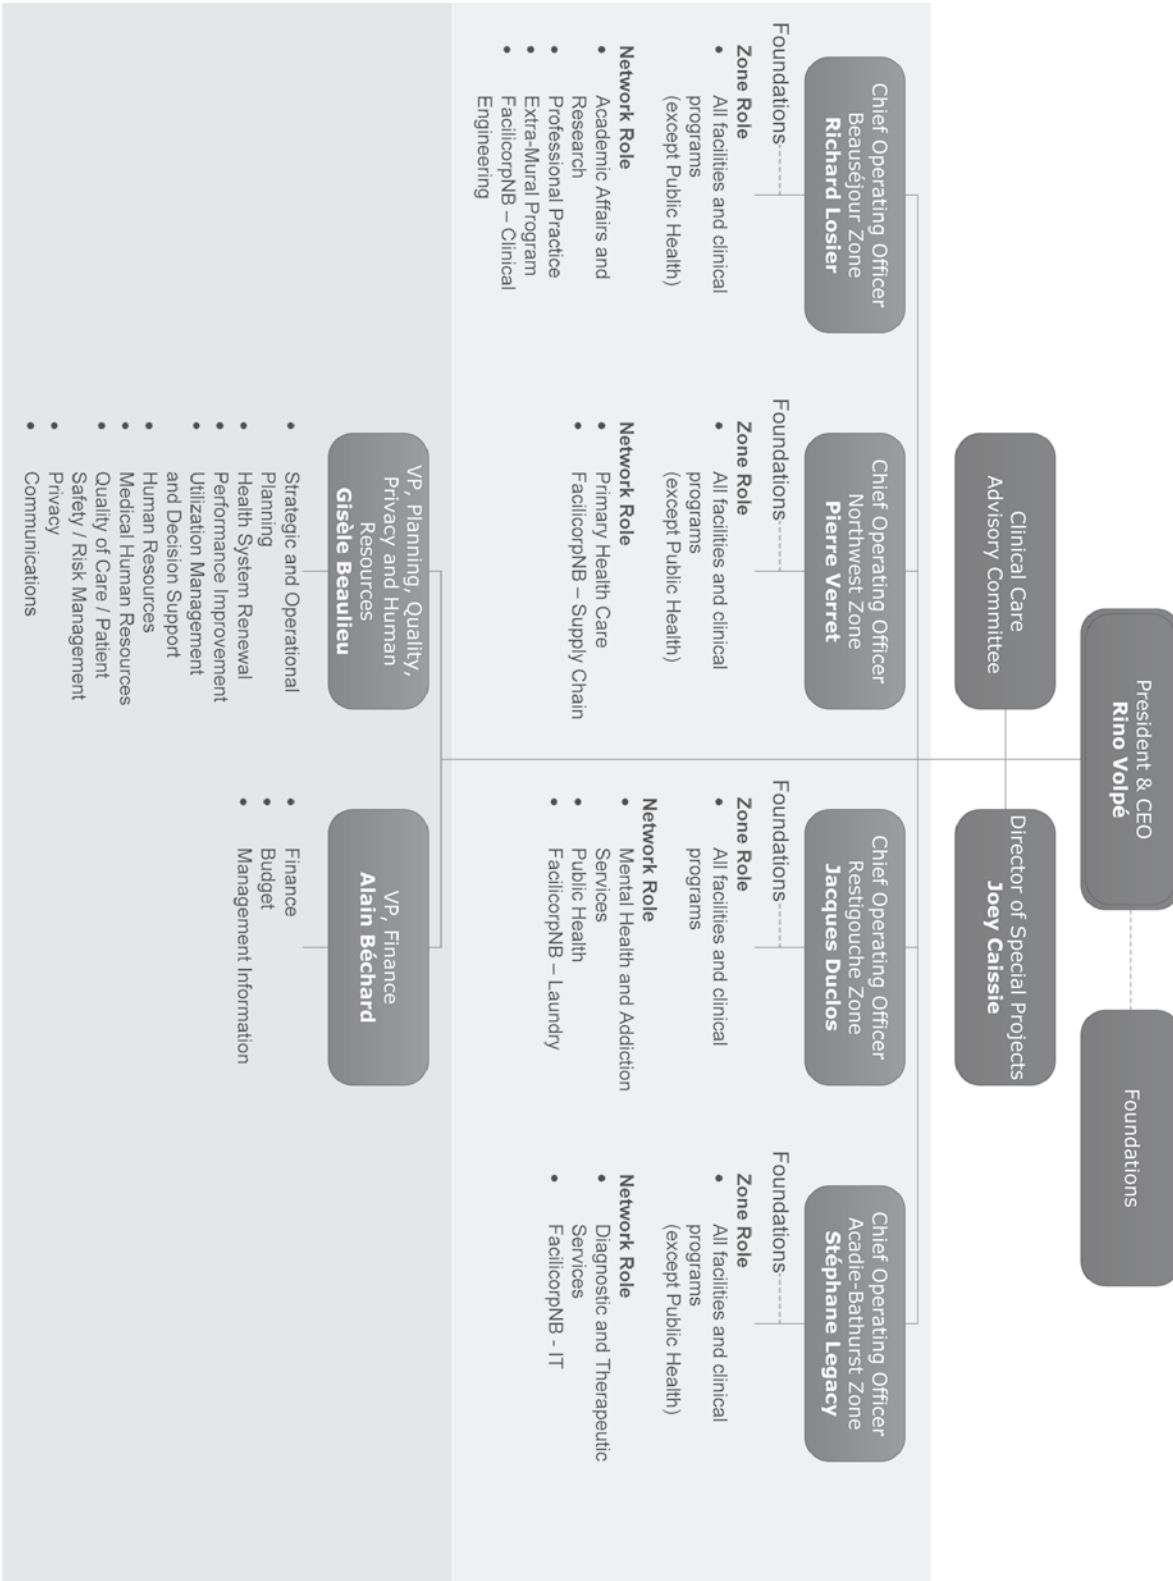 President & CEO
Rino Volpé
Foundations
Clinical Care
Advisory Committee
Director of Special Projects
Joey Caissie
Chief Operating Officer
Beauséjour Zone
Richard Losier
Foundations
Zone Role
• All facilities and clinical
programs
(except Public Health)
Network Role
• Academic Affairs and
Research
• Professional Practice
• Extra-Mural Program
• FacilicorpNB – Clinical
Engineering
Chief Operating Officer
Northwest Zone
Pierre Verret
Foundations
Zone Role
• All facilities and clinical
programs
(except Public Health)
Network Role
• Primary Health Care
• FacilicorpNB – Supply Chain
Chief Operating Officer
Restigouche Zone
Jacques Duclos
Foundations
Zone Role
• All facilities and clinical
programs
Network Role
• Mental Health and Addiction
Services
• Public Health
• FacilicorpNB – Laundry
Chief Operating Officer
Acadie-Bathurst Zone
Stéphane Legacy
Foundations
Zone Role
• All facilities and clinical
programs
(except Public Health)
Network Role
• Diagnostic and Therapeutic
Services
• FacilicorpNB - IT
VP, Planning, Quality,
Privacy and Human
Resources
Gisèle Beaulieu
• Strategic and Operational
Planning
• Health System Renewal
• Performance Improvement
• Utilization Management
and Decision Support
• Human Resources
• Medical Human Resources
• Quality of Care / Patient
Safety / Risk Management
• Privacy
• Communications
VP, Finance
Alain Béchard
• Finance
• Budget
• Management Information